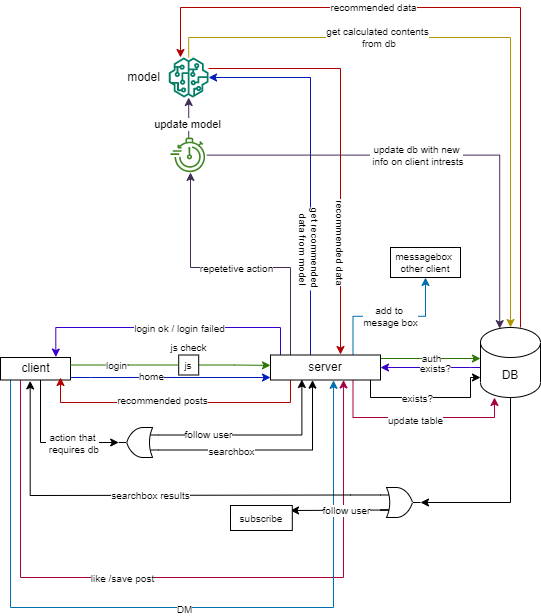 recommended data
get calculated contents
from db
model
update model
update db with new
info on client intrests
get recommended
data from model
recommended data
repetetive action
messagebox
other client
add to
mesage box
login ok / login failed
js check
client
login
js
server
auth
exists?
DB
home
exists?
recommended posts
update table
action that
requires db
follow user
searchbox
searchbox results
follow user
subscribe
like /save post
DM